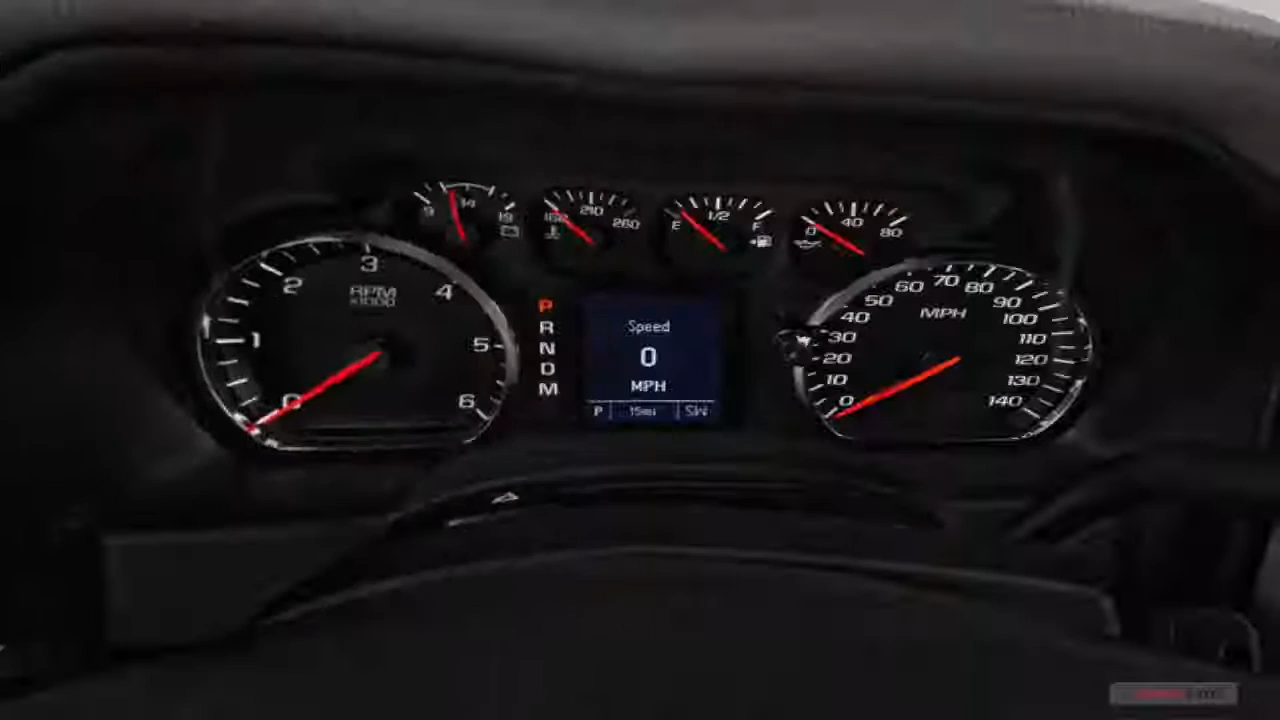 9 14 19
160 210 260
E 1/2 F
0 40 80
0 1 2 3 4 5 6
RPM
x1000
P
R
N
D
M
Speed
0
MPH
P 15mi SW
0 10 20 30 40 50 60 70 80 90 100 110 120 130 140
MPH